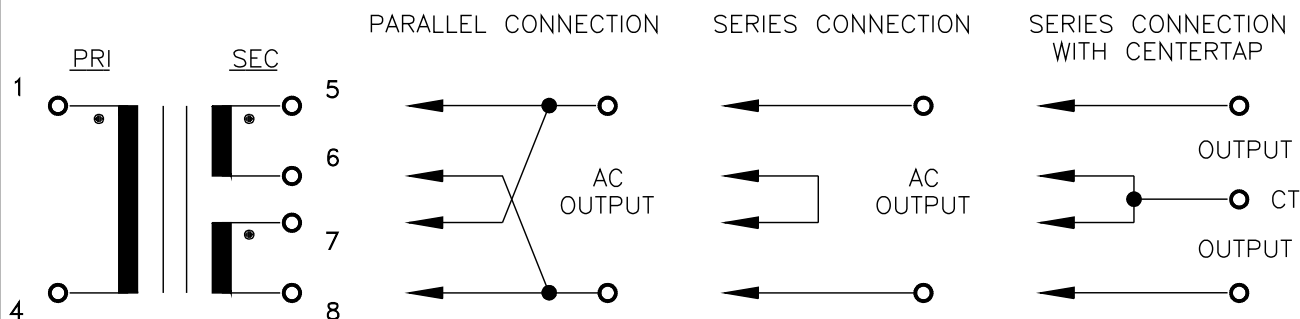 PARALLEL CONNECTION
SERIES CONNECTION
SERIES CONNECTION
WITH CENTERTAP
PRI
SEC
1
5
6
7
4
8
AC
OUTPUT
AC
OUTPUT
OUTPUT
CT
OUTPUT